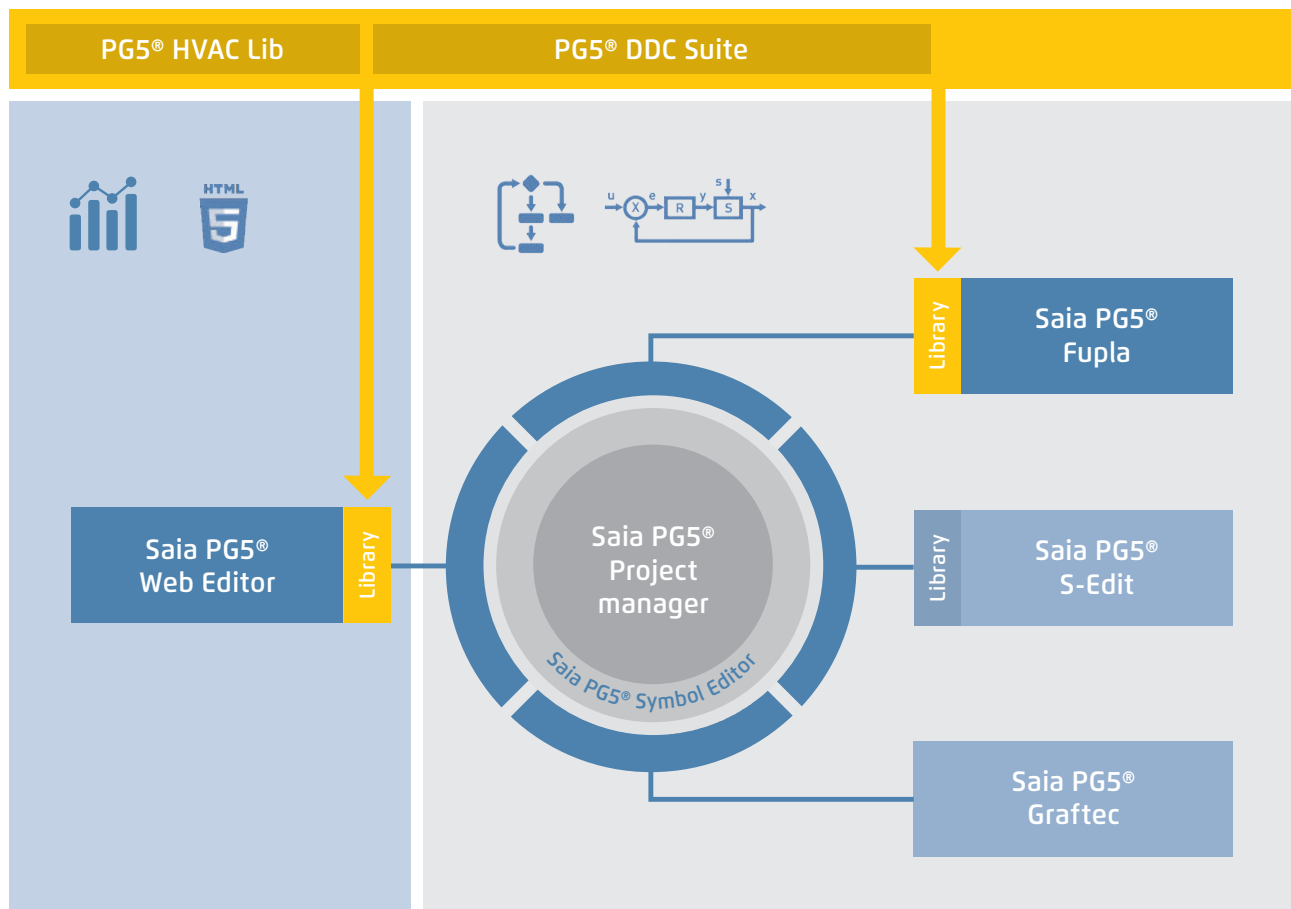 PG5® HVAC Lib
PG5® DDC Suite
HTML
5
u
e
y
s
x
X
R
S
Library
Saia PG5®
Fupla
Saia PG5®
Web Editor
Library
Saia PG5®
Project
manager
Saia PG5® Symbol Editor
Library
Saia PG5®
S-Edit
Saia PG5®
Graftec